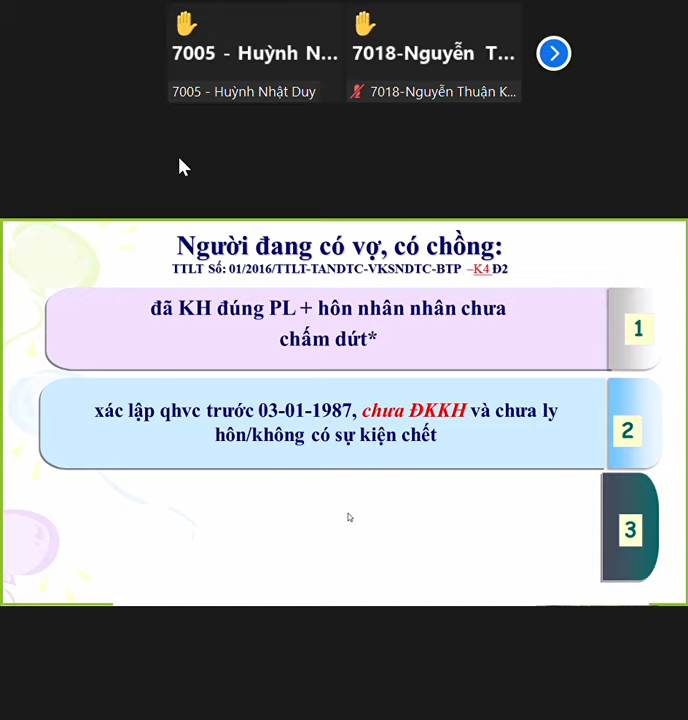 7005 - Huỳnh N...
7018-Nguyễn T...
7005 - Huỳnh Nhật Duy
7018-Nguyễn Thuận K...
Người đang có vợ, có chồng:
TTLT Số: 01/2016/TTLT-TANDTC-VKSNDTC-BTP –K4 Đ2
đã KH đúng PL + hôn nhân nhân chưa
chấm dứt*
1
xác lập qhvc trước 03-01-1987, chưa ĐKKH và chưa ly
hôn/không có sự kiện chết
2
3